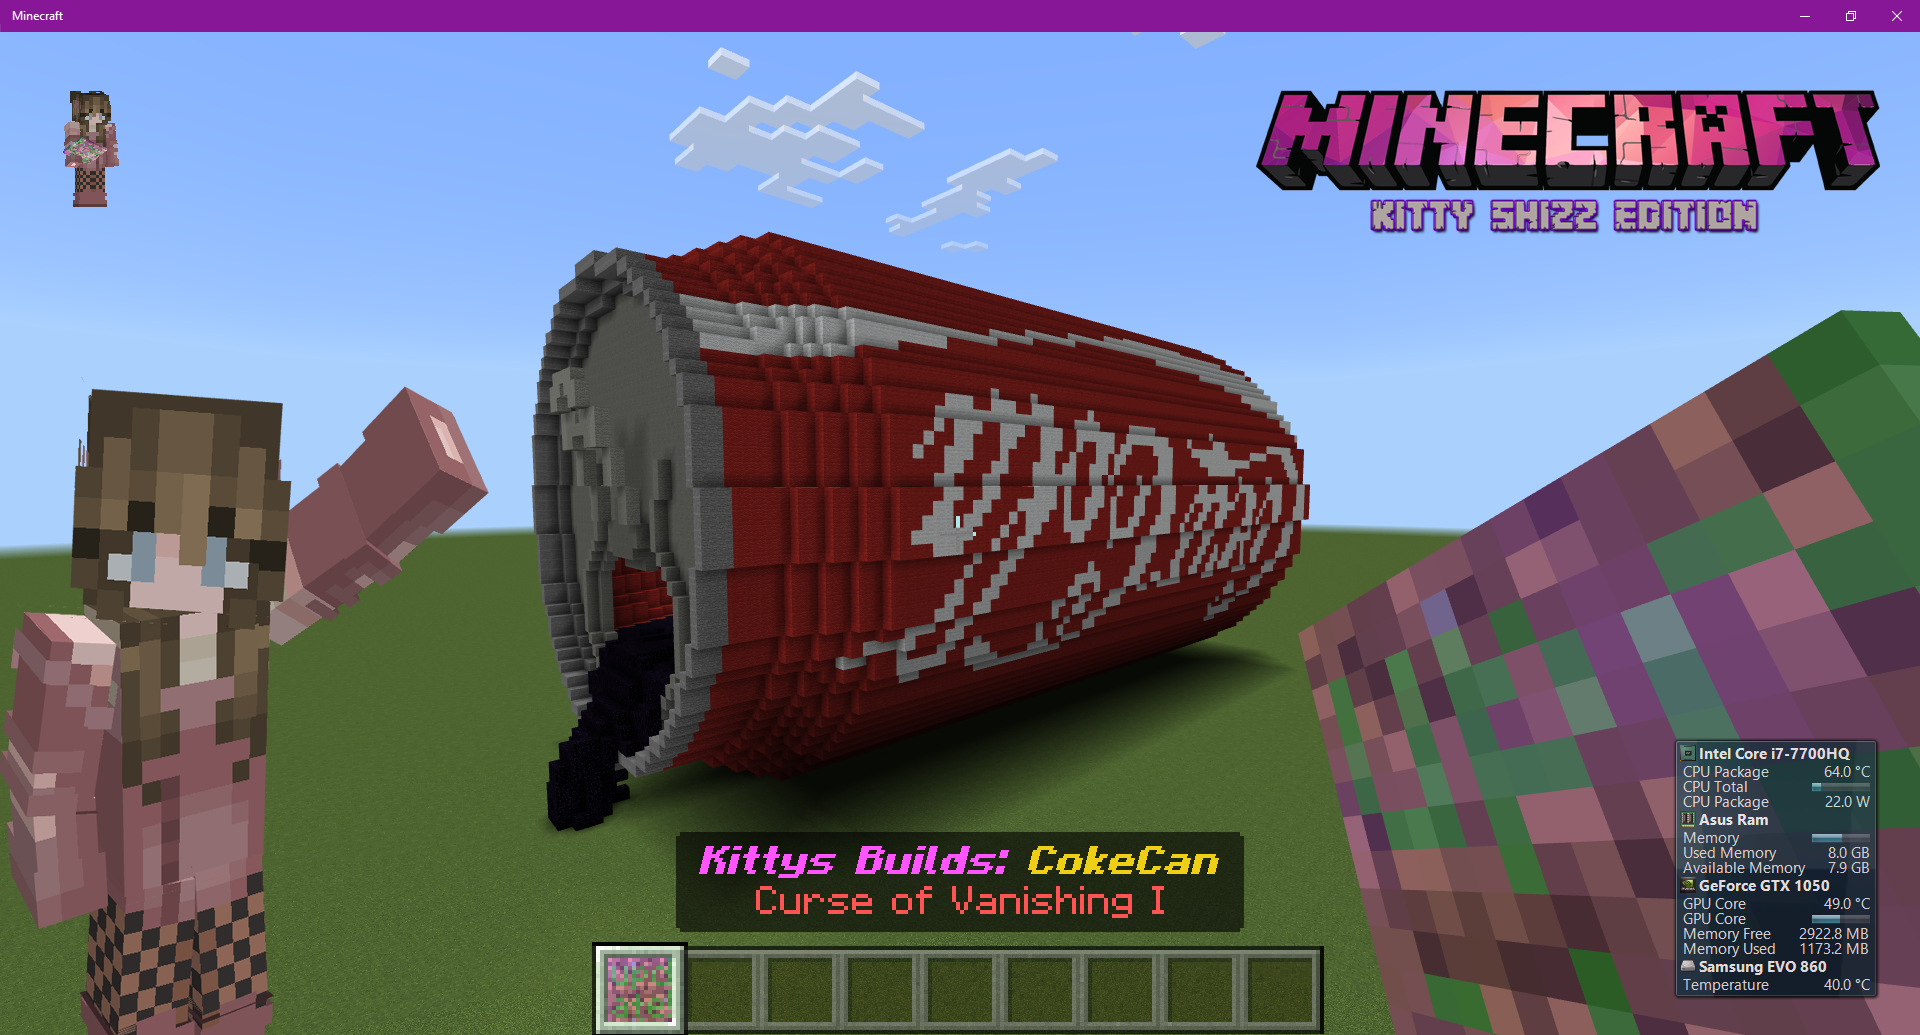 Minecraft
MINECRAFT
KITTY SHIZZ EDITION
Kittys Builds: CokeCan
Curse of Vanishing I
Intel Core i7-7700HQ
CPU Package 64.0 °C
CPU Total
CPU Package 22.0 W
Asus Ram
Memory
Used Memory 8.0 GB
Available Memory 7.9 GB
GeForce GTX 1050
GPU Core 49.0 °C
GPU Core
Memory Free 2922.8 MB
Memory Used 1173.2 MB
Samsung EVO 860
Temperature 40.0 °C